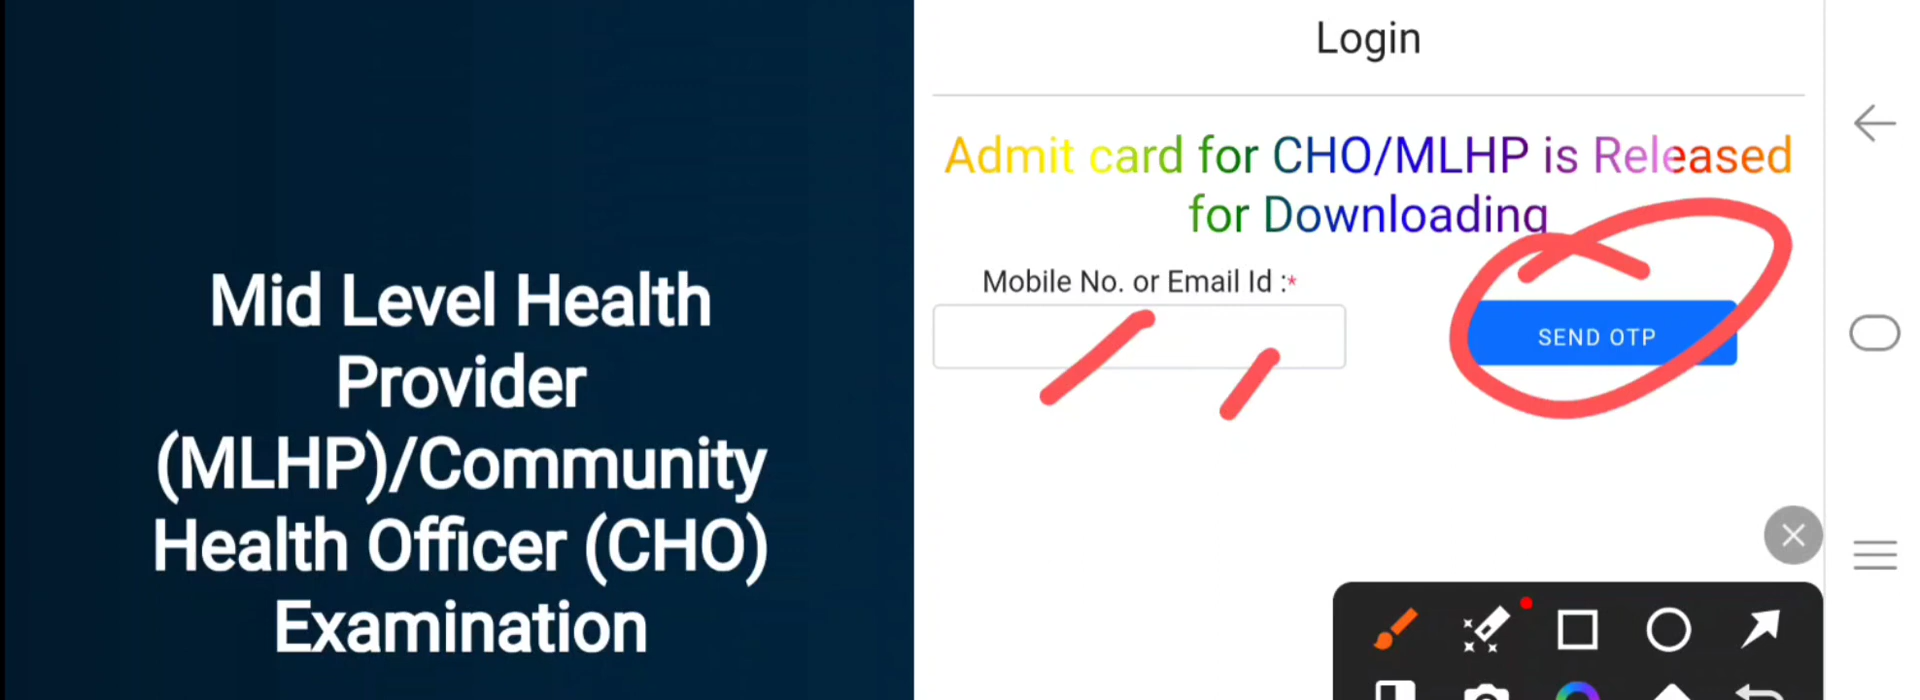 Mid Level Health
Provider
(MLHP)/Community
Health Officer (CHO)
Examination
Login
Admit card for CHO/MLHP is Released
for Downloading
Mobile No. or Email Id :*
SEND OTP